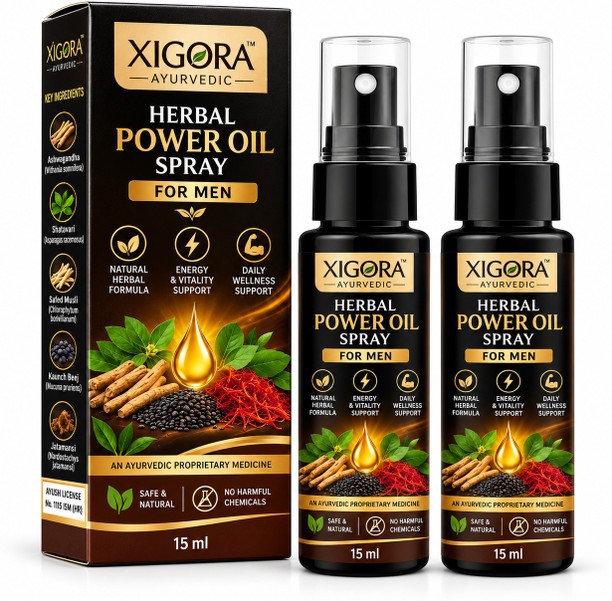 XIGORA™
AYURVEDIC
KEY INGREDIENTS
Ashwagandha
(Withania somnifera)
Shatavari
(Asparagus racemosus)
Safed Musli
(Chlorophytum
borivilianum)
Kaunch Beej
(Mucuna pruriens)
Jatamansi
(Nardostachys
jatamansi)
AYUSH LICENSE
No. 1115 ISM (HR)
XIGORA™
AYURVEDIC
HERBAL
POWER OIL
SPRAY
FOR MEN
NATURAL
HERBAL
FORMULA
ENERGY
& VITALITY
SUPPORT
DAILY
WELLNESS
SUPPORT
AN AYURVEDIC PROPRIETARY MEDICINE
SAFE &
NATURAL
NO HARMFUL
CHEMICALS
15 ml
XIGORA™
AYURVEDIC
HERBAL
POWER OIL
SPRAY
FOR MEN
NATURAL
HERBAL
FORMULA
ENERGY
& VITALITY
SUPPORT
DAILY
WELLNESS
SUPPORT
AN AYURVEDIC PROPRIETARY MEDICINE
SAFE &
NATURAL
NO HARMFUL
CHEMICALS
15 ml
XIGORA™
AYURVEDIC
HERBAL
POWER OIL
SPRAY
FOR MEN
NATURAL
HERBAL
FORMULA
ENERGY
& VITALITY
SUPPORT
DAILY
WELLNESS
SUPPORT
AN AYURVEDIC PROPRIETARY MEDICINE
SAFE &
NATURAL
NO HARMFUL
CHEMICALS
15 ml